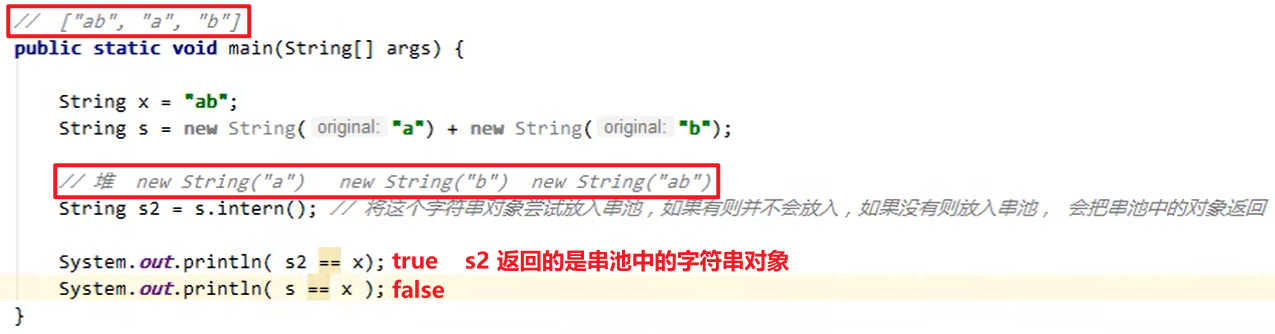 // ["ab", "a", "b"]
public static void main(String[] args) {
String x = "ab";
String s = new String( original: "a") + new String( original: "b");
// 堆 new String("a") new String("b") new String("ab")
String s2 = s.intern(); // 将这个字符串对象尝试放入串池，如果有则并不会放入，如果没有则放入串池， 会把串池中的对象返回
System.out.println( s2 == x); true s2 返回的是串池中的字符串对象
System.out.println( s == x ); false
}